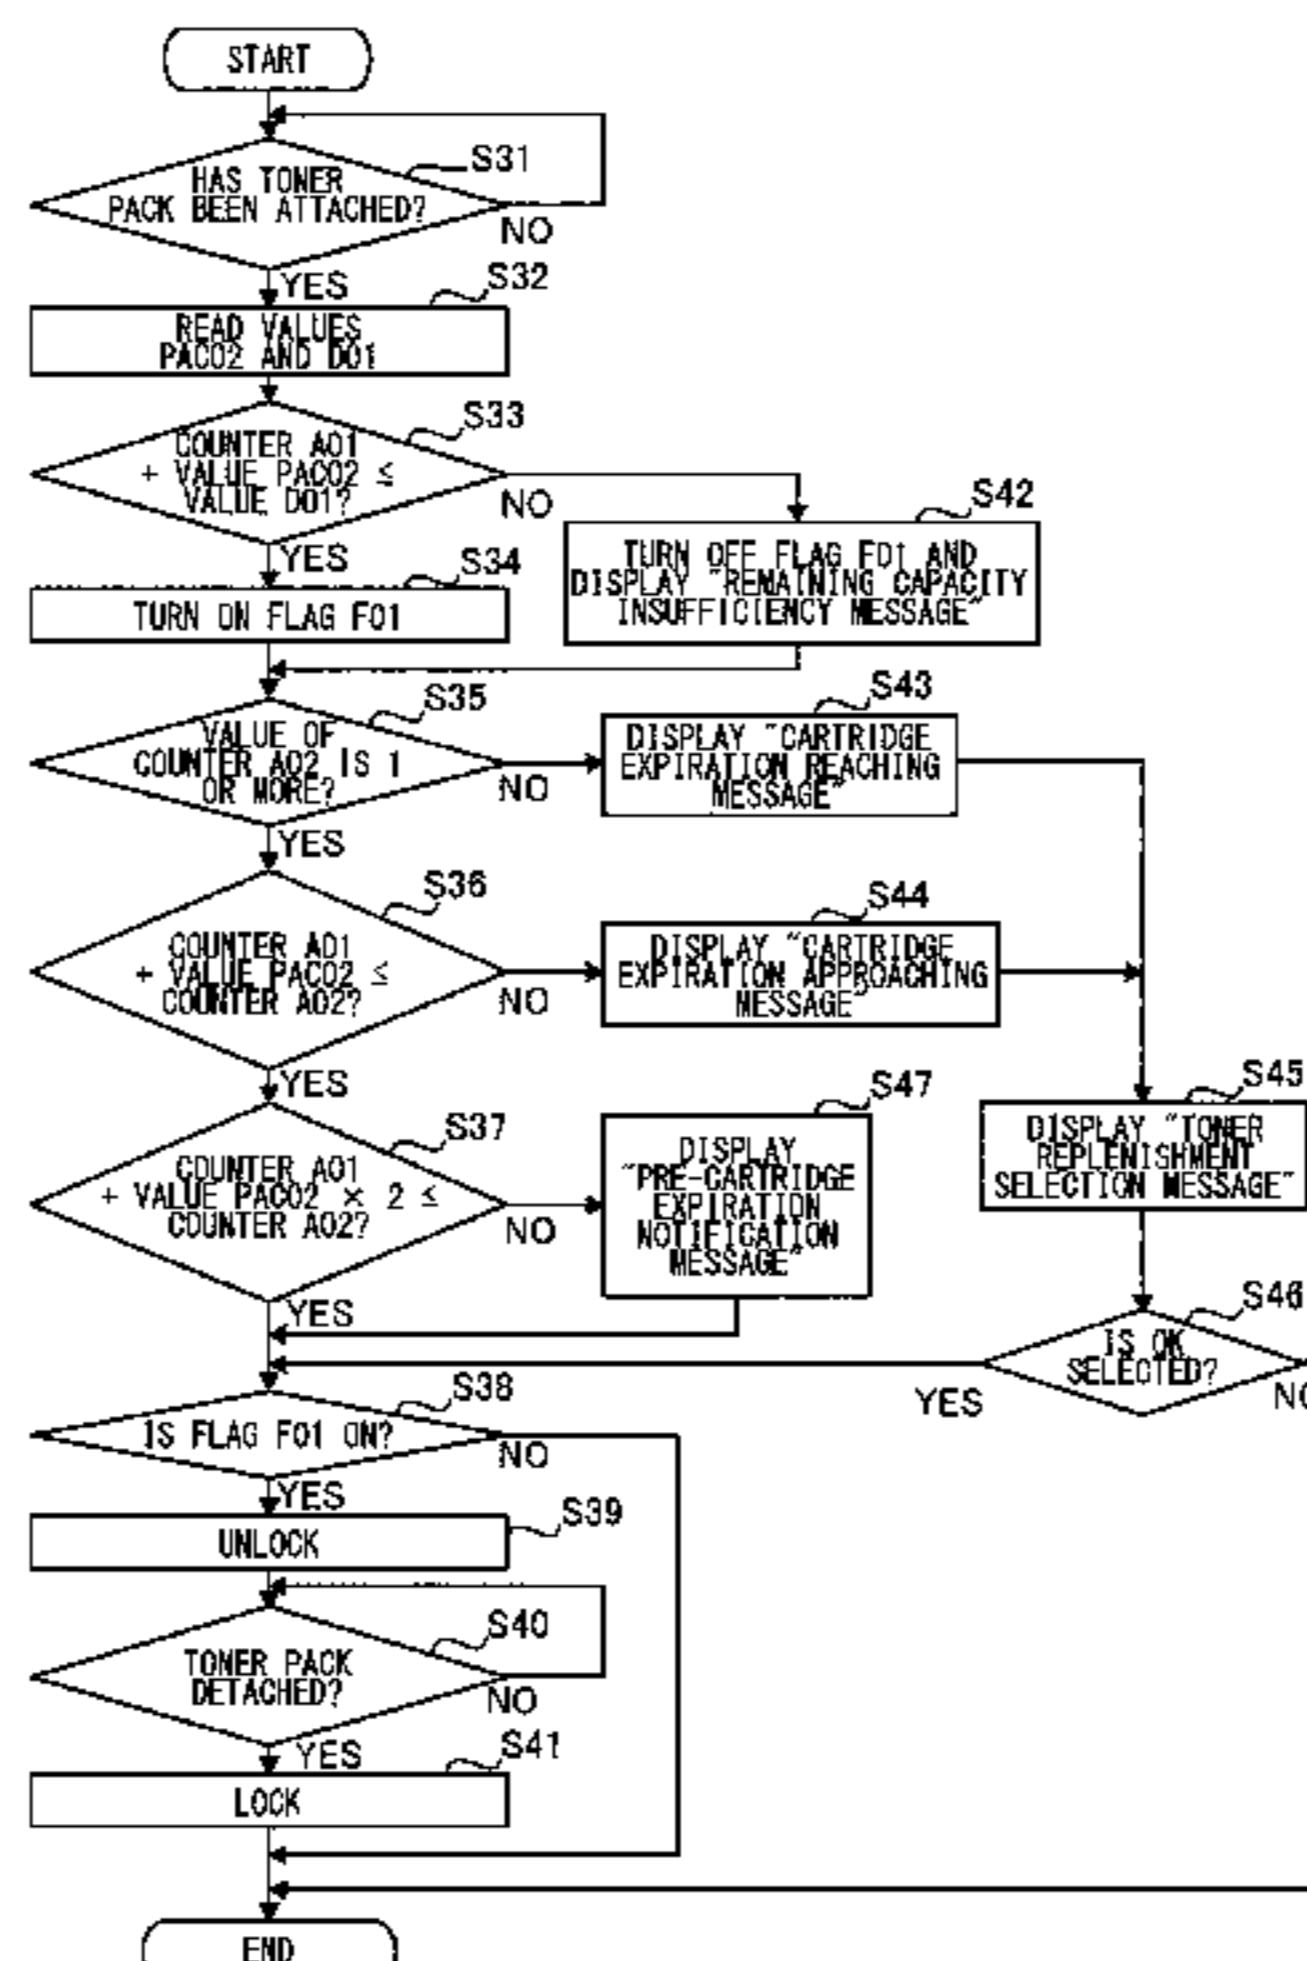 START
S31
HAS TONER
PACK BEEN ATTACHED?
NO
YES
S32
READ VALUES
PAC02 AND D01
S33
COUNTER A01
+ VALUE PAC02 ≤
VALUE D01?
NO
YES
S42
TURN OFF FLAG F01 AND
DISPLAY "REMAINING CAPACITY
INSUFFICIENCY MESSAGE"
S34
TURN ON FLAG F01
S35
VALUE OF
COUNTER A02 IS 1
OR MORE?
NO
YES
S43
DISPLAY "CARTRIDGE
EXPIRATION REACHING
MESSAGE"
S36
COUNTER A01
+ VALUE PAC02 ≤
COUNTER A02?
NO
YES
S44
DISPLAY "CARTRIDGE
EXPIRATION APPROACHING
MESSAGE"
S37
COUNTER A01
+ VALUE PAC02 × 2 ≤
COUNTER A02?
NO
YES
S47
DISPLAY
"PRE-CARTRIDGE
EXPIRATION
NOTIFICATION
MESSAGE"
S45
DISPLAY "TONER
REPLENISHMENT
SELECTION MESSAGE"
S46
IS OK
SELECTED?
YES
NO
S38
IS FLAG F01 ON?
NO
YES
S39
UNLOCK
S40
TONER PACK
DETACHED?
NO
YES
S41
LOCK
END